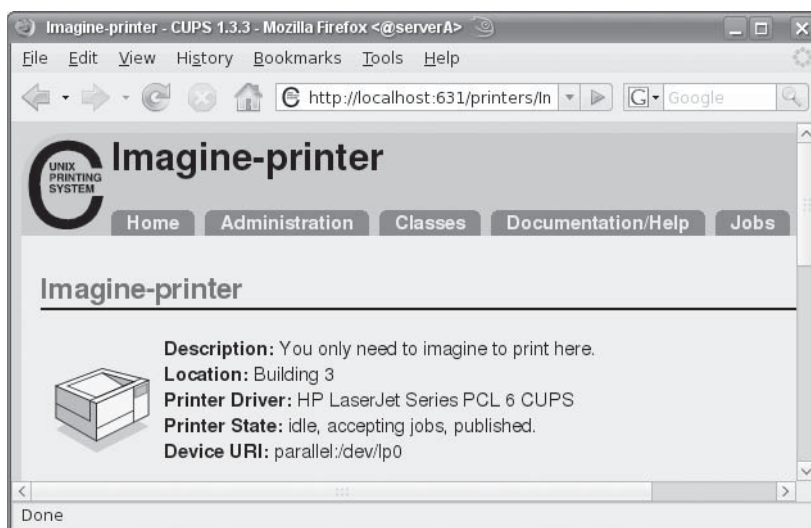 Imagine-printer - CUPS 1.3.3 - Mozilla Firefox <@serverA>
File Edit View History Bookmarks Tools Help
http://localhost:631/printers/In
G Google
UNIX
PRINTING
SYSTEM
Imagine-printer
Home Administration Classes Documentation/Help Jobs
Imagine-printer
Description: You only need to imagine to print here.
Location: Building 3
Printer Driver: HP LaserJet Series PCL 6 CUPS
Printer State: idle, accepting jobs, published.
Device URI: parallel:/dev/lp0
Done